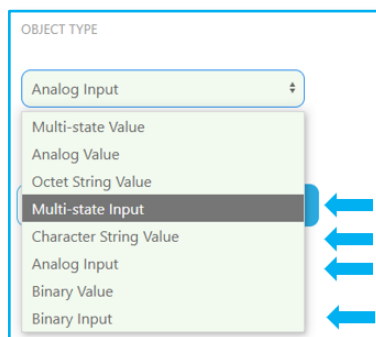 OBJECT TYPE
Analog Input
Multi-state Value
Analog Value
Octet String Value
Multi-state Input
Character String Value
Analog Input
Binary Value
Binary Input